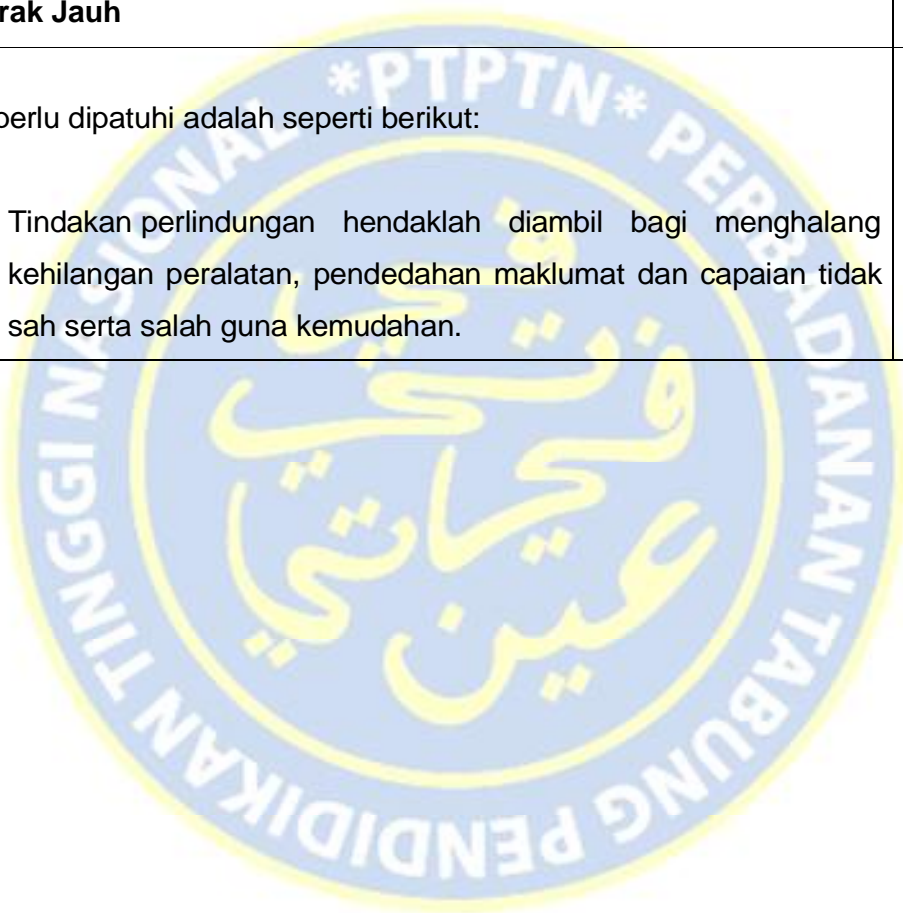 rak Jauh
perlu dipatuhi adalah seperti berikut:
Tindakan perlindungan hendaklah diambil bagi menghalang
kehilangan peralatan, pendedahan maklumat dan capaian tidak
sah serta salah guna kemudahan.
*PTPTN* PERBADANAN TABUNG PENDIDIKAN TINGGI NASIONAL